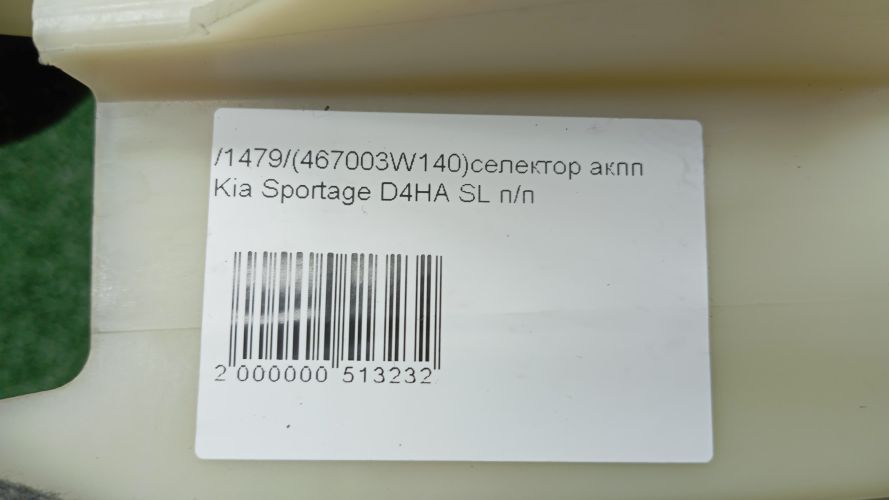 /1479/(467003W140)селектор акпп
Kia Sportage D4HA SL п/п
2 000000 513232